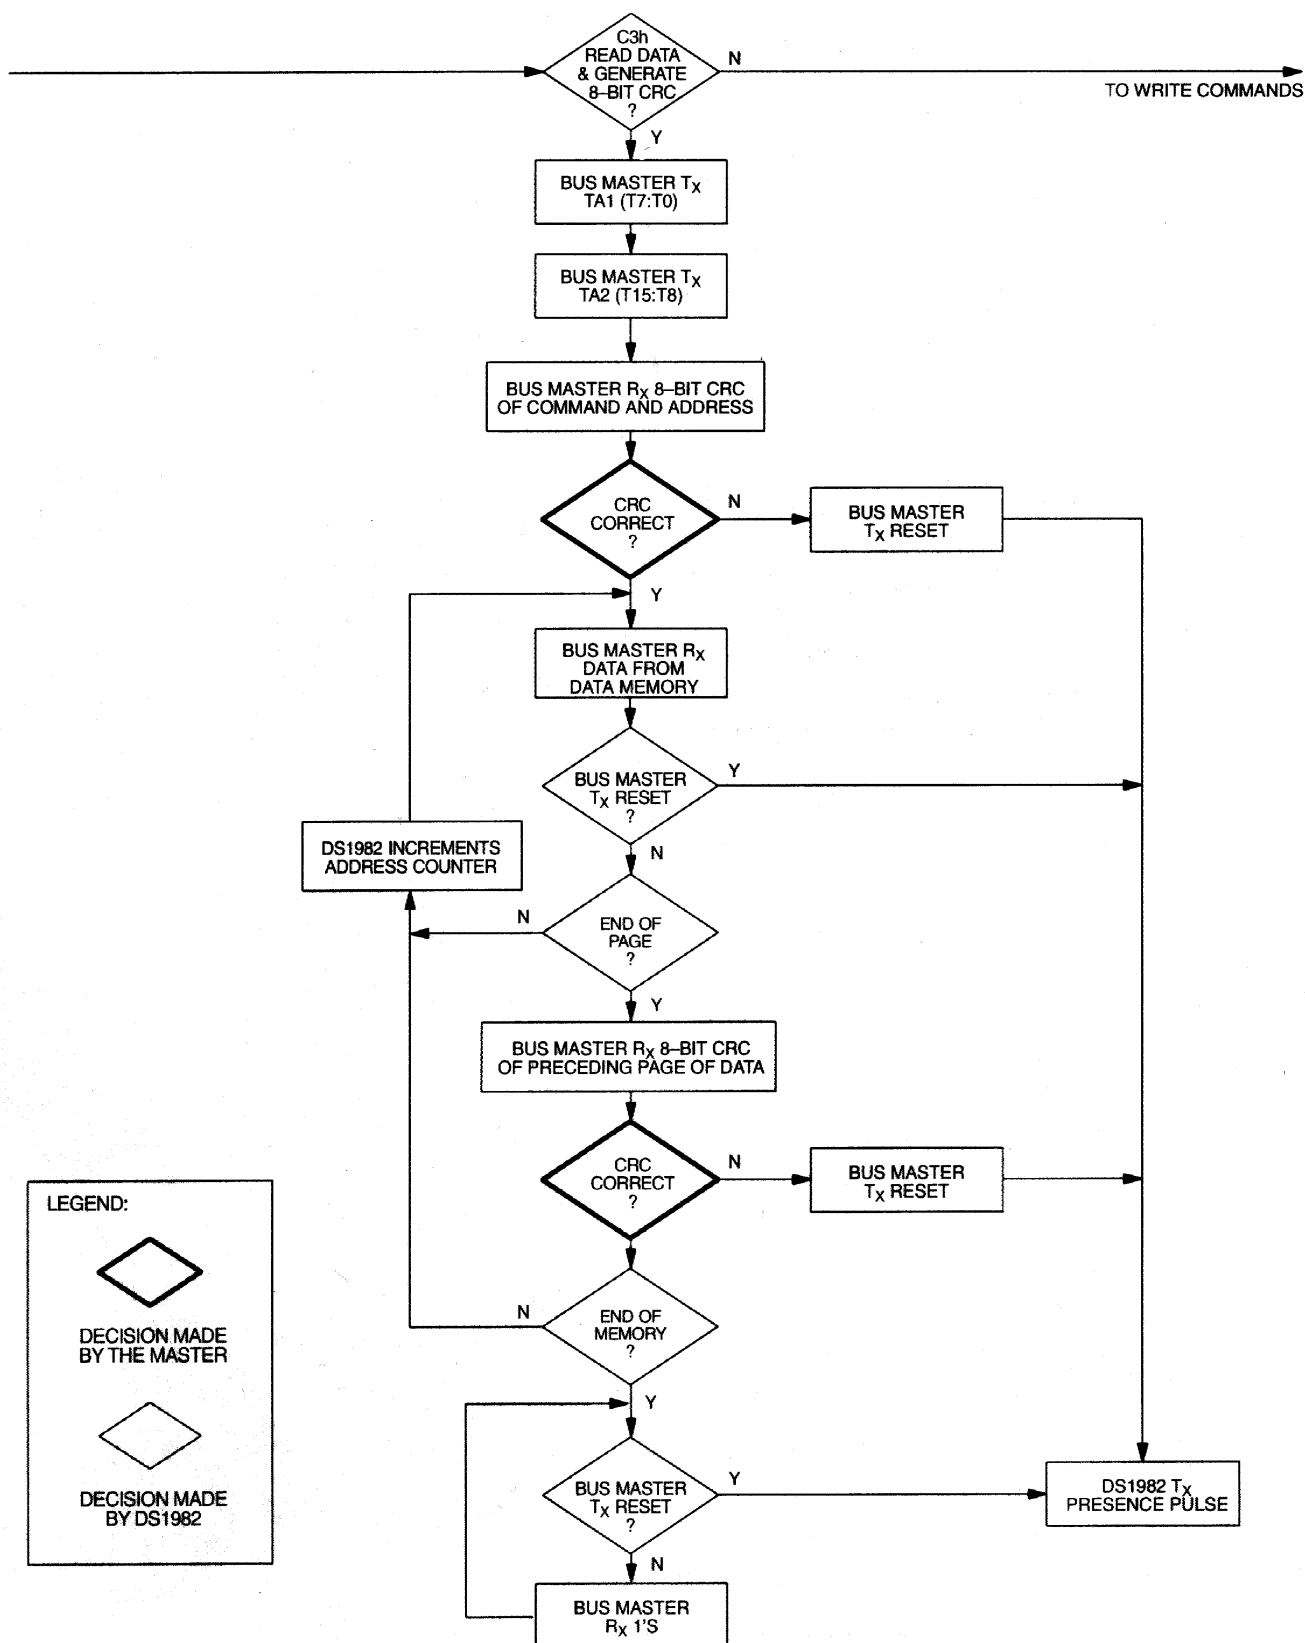 C3h
READ DATA
& GENERATE
8–BIT CRC
?
N
TO WRITE COMMANDS
Y
BUS MASTER TX
TA1 (T7:T0)
BUS MASTER TX
TA2 (T15:T8)
BUS MASTER RX 8–BIT CRC
OF COMMAND AND ADDRESS
CRC
CORRECT
?
N
BUS MASTER
TX RESET
Y
BUS MASTER RX
DATA FROM
DATA MEMORY
BUS MASTER
TX RESET
?
Y
DS1982 INCREMENTS
ADDRESS COUNTER
N
END OF
PAGE
?
N
Y
BUS MASTER RX 8–BIT CRC
OF PRECEDING PAGE OF DATA
CRC
CORRECT
?
N
BUS MASTER
TX RESET
END OF
MEMORY
?
N
Y
BUS MASTER
TX RESET
?
Y
DS1982 TX
PRESENCE PULSE
N
BUS MASTER
RX 1'S
LEGEND:
DECISION MADE
BY THE MASTER
DECISION MADE
BY DS1982